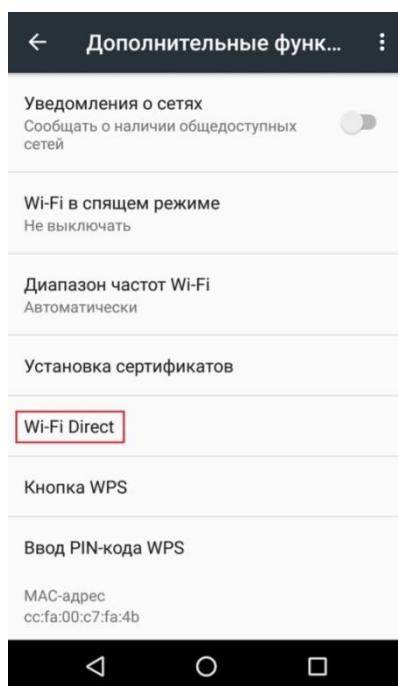 Дополнительные функ...
Уведомления о сетях
Сообщать о наличии общедоступных
сетей
Wi-Fi в спящем режиме
Не выключать
Диапазон частот Wi-Fi
Автоматически
Установка сертификатов
Wi-Fi Direct
Кнопка WPS
Ввод PIN-кода WPS
MAC-адрес
cc:fa:00:c7:fa:4b